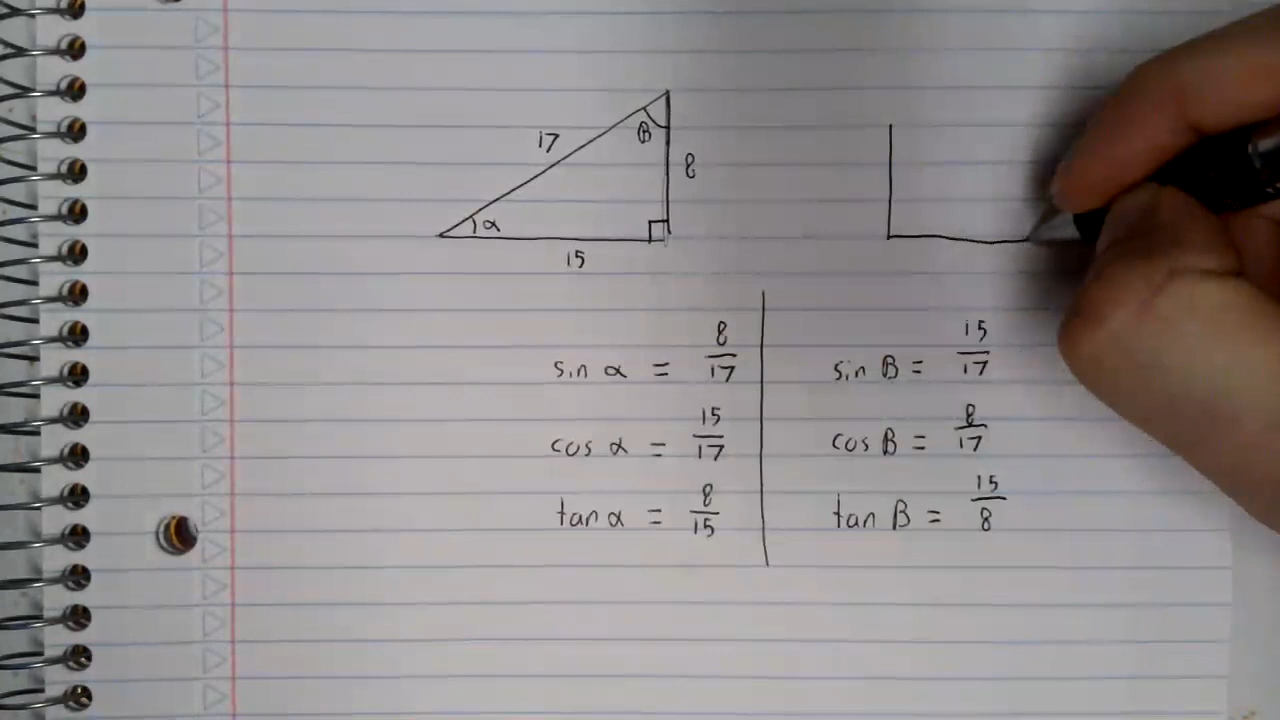 17 B 8
α
15
sin α = 8/17 sin B = 15/17
cos α = 15/17 cos B = 8/17
tan α = 8/15 tan B = 15/8